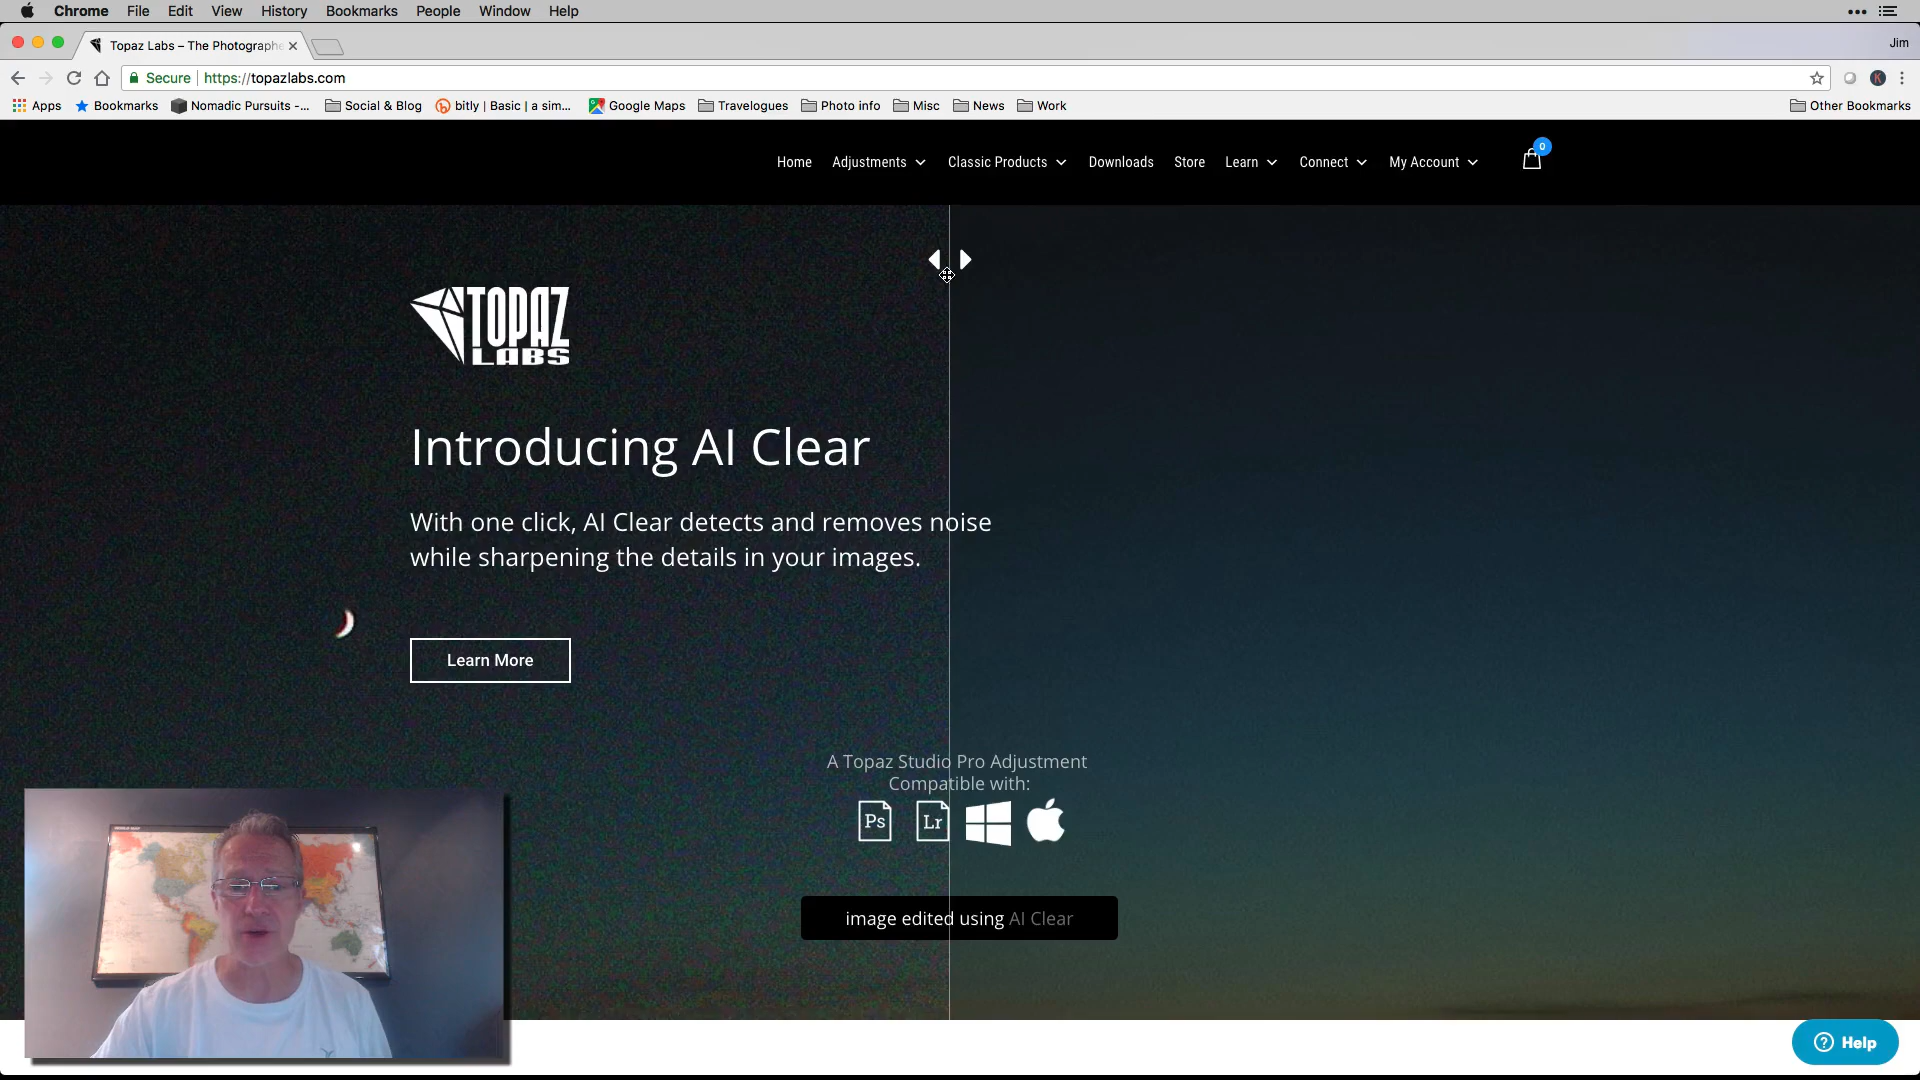 Chrome File Edit View History Bookmarks People Window Help
Topaz Labs – The Photographe
Jim
Secure https://topazlabs.com
K
Apps Bookmarks Nomadic Pursuits -... Social & Blog bitly | Basic | a sim... Google Maps Travelogues Photo info Misc News Work Other Bookmarks
Home Adjustments Classic Products Downloads Store Learn Connect My Account 0
TOPAZ
LABS
Introducing AI Clear
With one click, AI Clear detects and removes noise
while sharpening the details in your images.
Learn More
A Topaz Studio Pro Adjustment
Compatible with:
Ps Lr
image edited using AI Clear
Help